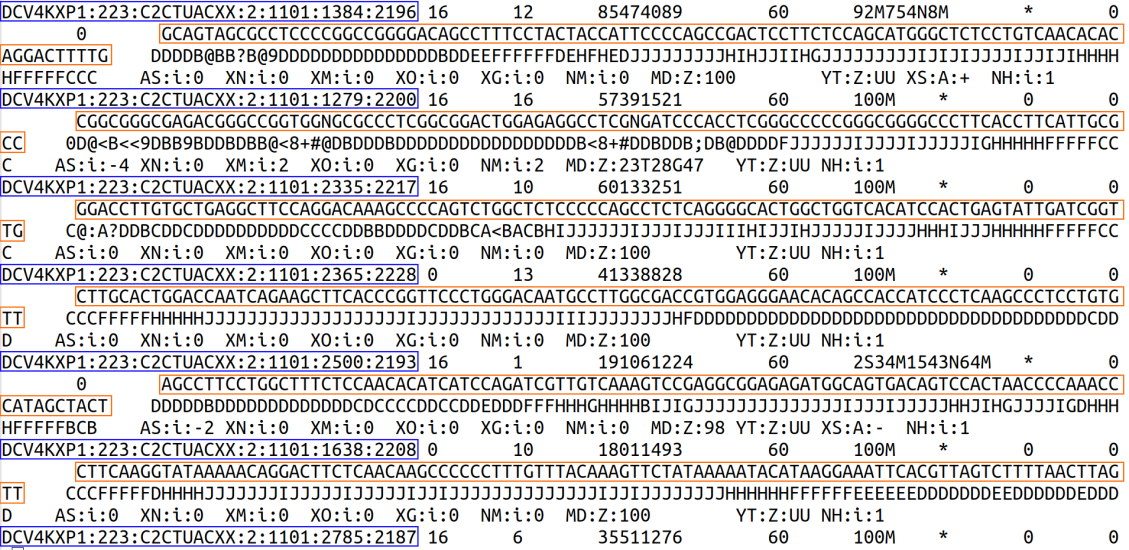 DCV4KXP1:223:C2CTUACXX:2:1101:1384:2196 16 12 85474089 60 92M754N8M * 0
0 GCAGTAGCGCCTCCCCGGCCGGGGACAGCCTTTCCTACTACCATTCCCCAGCCGACTCCTTCTCCAGCATGGGCTCTCCTGTCAACACAC
AGGACTTTTG DDDDB@BB?B@9DDDDDDDDDDDDDDDDDBDDEEFFFFFFDEHFHEDJJJJJJJJJHIHJJIIHGJJJJJJJJJIJIJIJJJJIJJIJIHHHH
HFFFFFCCC AS:i:0 XN:i:0 XM:i:0 XO:i:0 XG:i:0 NM:i:0 MD:Z:100 YT:Z:UU XS:A:+ NH:i:1
DCV4KXP1:223:C2CTUACXX:2:1101:1279:2200 16 16 57391521 60 100M * 0 0
CGGCGGGCGAGACGGGCCGGTGGNGCGCCCTCGGCGGACTGGAGAGGCCTCGNGATCCCACCTCGGGCCCCCGGGCGGGGCCCTTCACCTTCATTGCG
CC 0D@<B<<9DBB9BDDBDBB@<8+#@DBDDDBDDDDDDDDDDDDDDDDDB<8+#DDBDDB;DB@DDDDFJJJJJJIJJJJIJJJJJIGHHHHHFFFFFCC
C AS:i:-4 XN:i:0 XM:i:2 XO:i:0 XG:i:0 NM:i:2 MD:Z:23T28G47 YT:Z:UU NH:i:1
DCV4KXP1:223:C2CTUACXX:2:1101:2335:2217 16 10 60133251 60 100M * 0 0
GGACCTTGTGCTGAGGCTTCCAGGACAAAGCCCCAGTCTGGCTCTCCCCCAGCCTCTCAGGGGCACTGGCTGGTCACATCCACTGAGTATTGATCGGT
TG C@:A?DDBCDDCDDDDDDDDDDCCCCDDBBDDDDCDDBCA<BACBHIJJJJJJIJJJIJJJIIIHIJJIHJJJJJIJJJJHHHIJJJHHHHHFFFFFCC
C AS:i:0 XN:i:0 XM:i:0 XO:i:0 XG:i:0 NM:i:0 MD:Z:100 YT:Z:UU NH:i:1
DCV4KXP1:223:C2CTUACXX:2:1101:2365:2228 0 13 41338828 60 100M * 0 0
CTTGCACTGGACCAATCAGAAGCTTCACCCGGTTCCCTGGGACAATGCCTTGGCGACCGTGGAGGGAACACAGCCACCATCCCTCAAGCCCTCCTGTG
TT CCCFFFFFHHHHHJJJJJJJJJJJJJJJJJJIJJJJJJJJJJJJJIIIJJJJJJJJHFDDDDDDDDDDDDDDDDDDDDDDDDDDDDDDDDDDDDDCDD
D AS:i:0 XN:i:0 XM:i:0 XO:i:0 XG:i:0 NM:i:0 MD:Z:100 YT:Z:UU NH:i:1
DCV4KXP1:223:C2CTUACXX:2:1101:2500:2193 16 1 191061224 60 2S34M1543N64M * 0
0 AGCCTTCCTGGCTTTCTCCAACACATCATCCAGATCGTTGTCAAAGTCCGAGGCGGAGAGATGGCAGTGACAGTCCACTAACCCCAAACC
CATAGCTACT DDDDDBDDDDDDDDDDDDDCDCCCCDDCCDDEDDDFFFHHHGHHHHBIJIGJJJJJJJJJJJJJJIJJJIJJJJJHHJIHGJJJJIGDHHH
HFFFFFBCB AS:i:-2 XN:i:0 XM:i:0 XO:i:0 XG:i:0 NM:i:0 MD:Z:98 YT:Z:UU XS:A:- NH:i:1
DCV4KXP1:223:C2CTUACXX:2:1101:1638:2208 0 10 18011493 60 100M * 0 0
CTTCAAGGTATAAAAACAGGACTTCTCAACAAGCCCCCCTTTGTTTACAAAGTTCTATAAAAATACATAAGGAAATTCACGTTAGTCTTTTAACTTAG
TT CCCFFFFFDHHHHJJJJJJJIJJJJJIJJJJJIJJIJJJJJJJJJJJJJIJJIJJJJJJJJHHHHHHFFFFFFEEEEEEDDDDDDDEEDDDDDDEDDD
D AS:i:0 XN:i:0 XM:i:0 XO:i:0 XG:i:0 NM:i:0 MD:Z:100 YT:Z:UU NH:i:1
DCV4KXP1:223:C2CTUACXX:2:1101:2785:2187 16 6 35511276 60 100M * 0 0